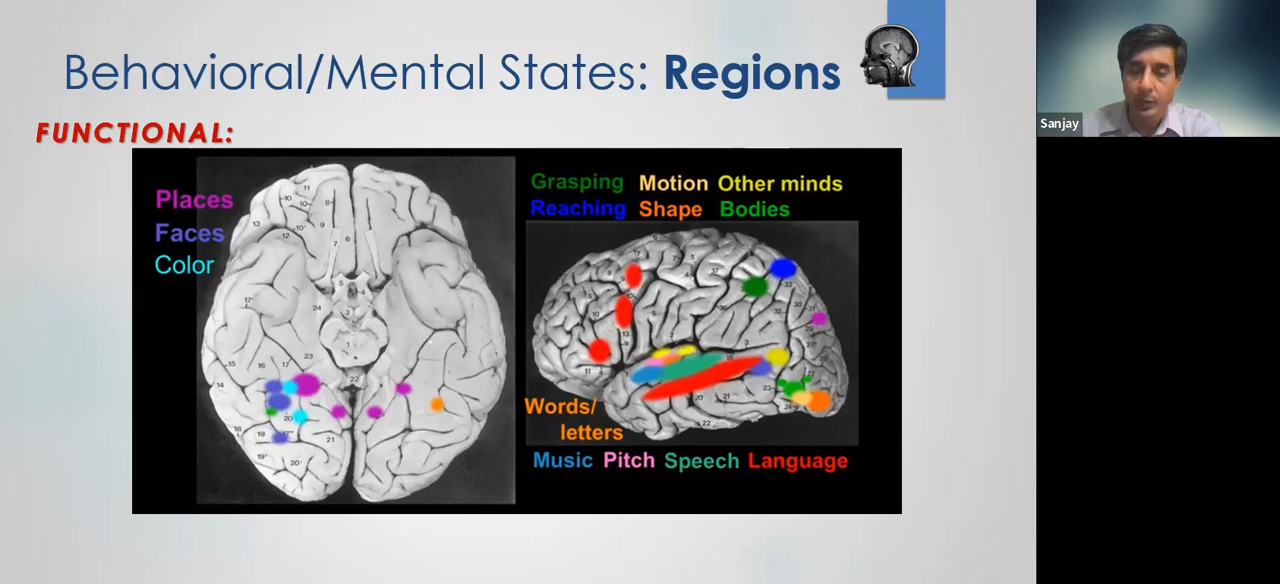 Behavioral/Mental States: Regions
FUNCTIONAL:
Places
Faces
Color
Grasping Motion Other minds
Reaching Shape Bodies
Words/
letters
Music Pitch Speech Language
Sanjay